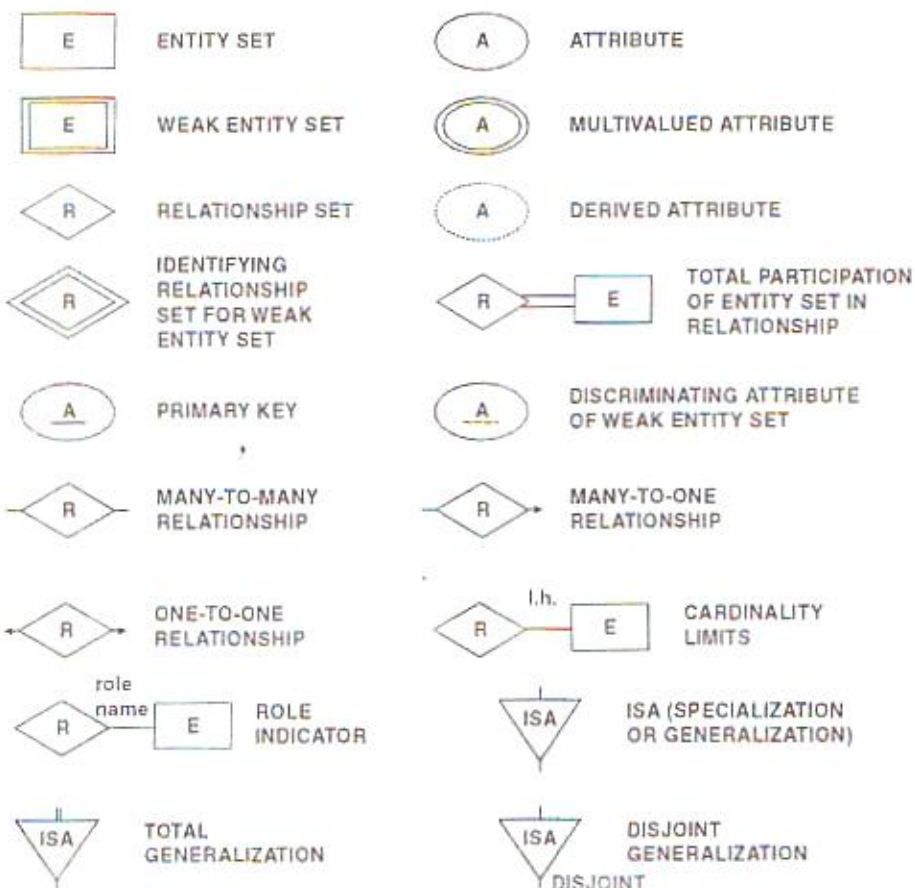 E ENTITY SET
A ATTRIBUTE
E WEAK ENTITY SET
A MULTIVALUED ATTRIBUTE
R RELATIONSHIP SET
A DERIVED ATTRIBUTE
R
IDENTIFYING
RELATIONSHIP
SET FOR WEAK
ENTITY SET
R E
TOTAL PARTICIPATION
OF ENTITY SET IN
RELATIONSHIP
A PRIMARY KEY
A
DISCRIMINATING ATTRIBUTE
OF WEAK ENTITY SET
R
MANY-TO-MANY
RELATIONSHIP
R
MANY-TO-ONE
RELATIONSHIP
R
ONE-TO-ONE
RELATIONSHIP
l.h.
R E
CARDINALITY
LIMITS
role
name
R E
ROLE
INDICATOR
ISA
ISA (SPECIALIZATION
OR GENERALIZATION)
ISA
TOTAL
GENERALIZATION
ISA
DISJOINT
GENERALIZATION
DISJOINT